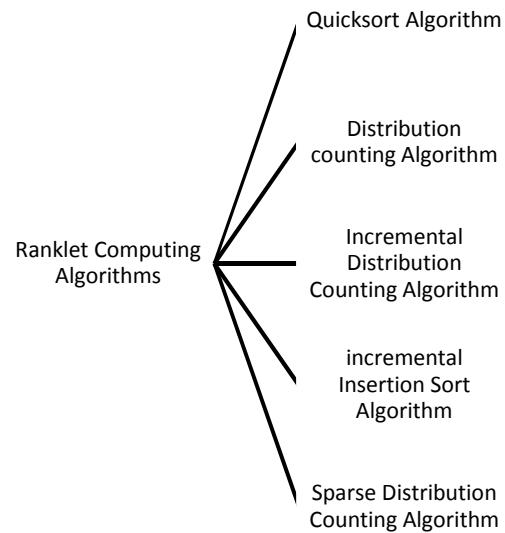 Quicksort Algorithm
Distribution
counting Algorithm
Ranklet Computing
Algorithms
Incremental
Distribution
Counting Algorithm
incremental
Insertion Sort
Algorithm
Sparse Distribution
Counting Algorithm